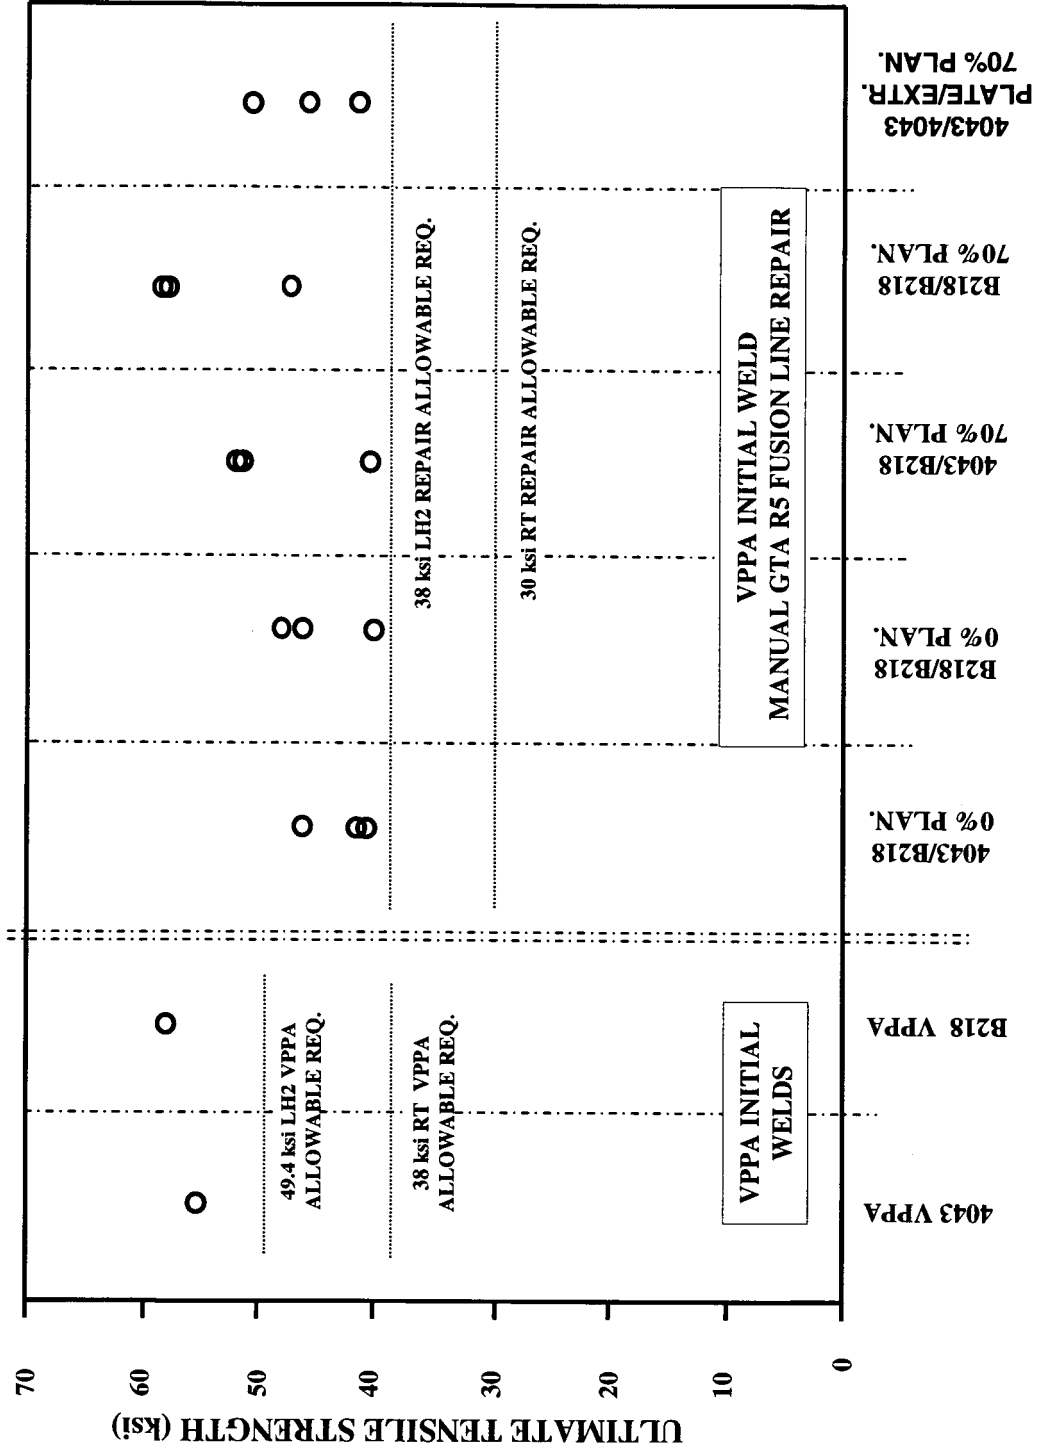 ULTIMATE TENSILE STRENGTH (ksi)
70
60
50
40
30
20
10
0
49.4 ksi LH2 VPPA
ALLOWABLE REQ.
38 ksi RT VPPA
ALLOWABLE REQ.
VPPA INITIAL
WELDS
38 ksi LH2 REPAIR ALLOWABLE REQ.
30 ksi RT REPAIR ALLOWABLE REQ.
VPPA INITIAL WELD
MANUAL GTA R5 FUSION LINE REPAIR
4043 VPPA
B218 VPPA
4043/B218
0% PLAN.
B218/B218
0% PLAN.
4043/B218
70% PLAN.
B218/B218
70% PLAN.
4043/4043
PLATE/EXTR.
70% PLAN.